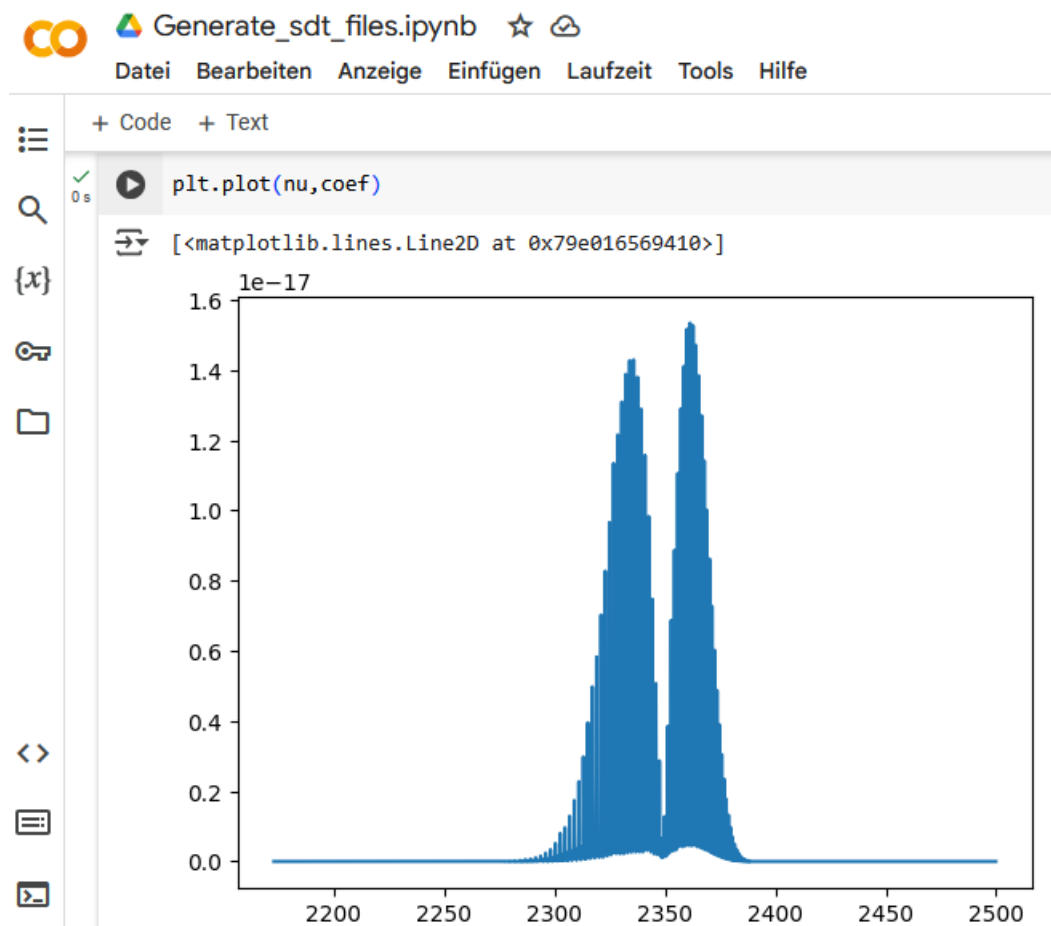 Generate_sdt_files.ipynb
Datei Bearbeiten Anzeige Einfügen Laufzeit Tools Hilfe
+ Code + Text
0 s
plt.plot(nu,coef)
[<matplotlib.lines.Line2D at 0x79e016569410>]
{x}
1e−17
1.6
1.4
1.2
1.0
0.8
0.6
0.4
0.2
0.0
2200 2250 2300 2350 2400 2450 2500